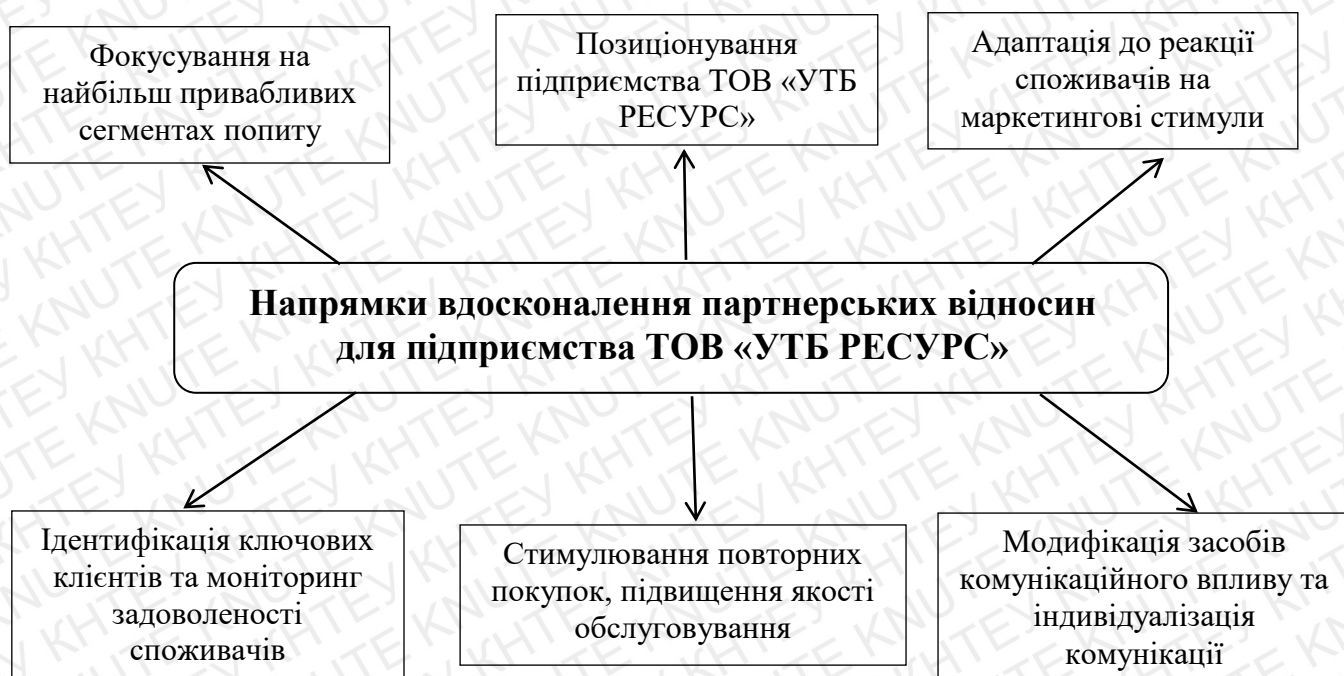 Фокусування на
найбільш привабливих
сегментах попиту
Позиціонування
підприємства ТОВ «УТБ
РЕСУРС»
Адаптація до реакції
споживачів на
маркетингові стимули
Напрямки вдосконалення партнерських відносин
для підприємства ТОВ «УТБ РЕСУРС»
Ідентифікація ключових
клієнтів та моніторинг
задоволеності
споживачів
Стимулювання повторних
покупок, підвищення якості
обслуговування
Модифікація засобів
комунікаційного впливу та
індивідуалізація
комунікації